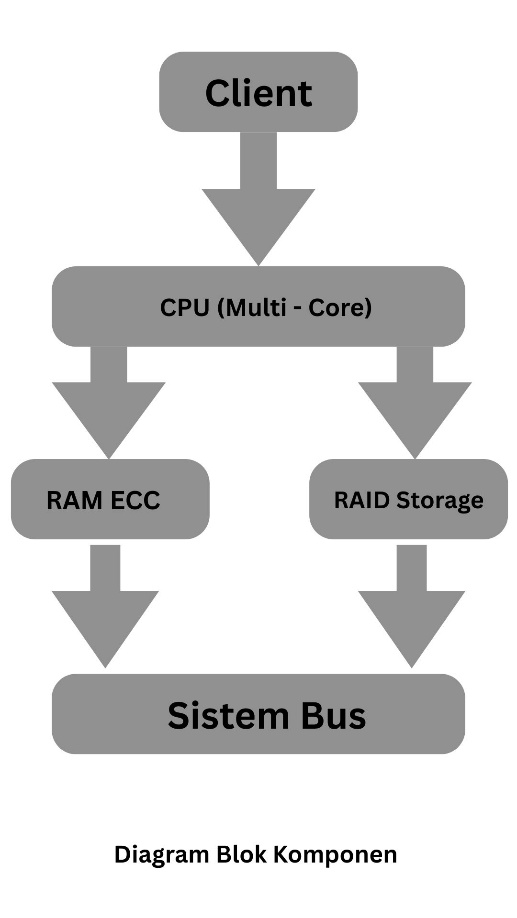 Client
CPU (Multi - Core)
RAM ECC
RAID Storage
Sistem Bus
Diagram Blok Komponen